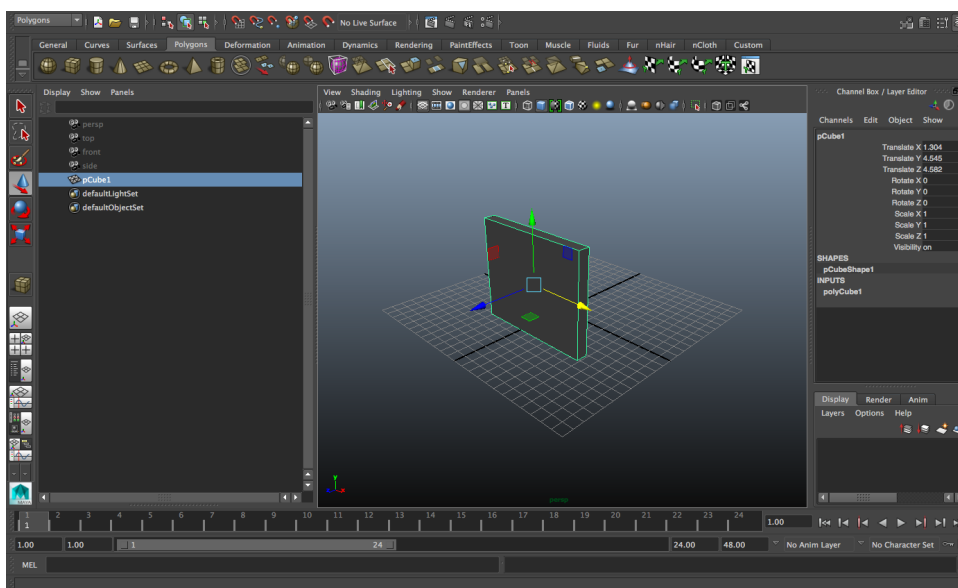 Polygons No Live Surface
General Curves Surfaces Polygons Deformation Animation Dynamics Rendering PaintEffects Toon Muscle Fluids Fur nHair nCloth Custom
Display Show Panels
View Shading Lighting Show Renderer Panels
Channel Box / Layer Editor
Channels Edit Object Show
persp
top
front
side
pCube1
defaultLightSet
defaultObjectSet
pCube1
Translate X 1.304
Translate Y 4.545
Translate Z 4.582
Rotate X 0
Rotate Y 0
Rotate Z 0
Scale X 1
Scale Y 1
Scale Z 1
Visibility on
SHAPES
pCubeShape1
INPUTS
polyCube1
Display Render Anim
Layers Options Help
y
persp
1 2 3 4 5 6 7 8 9 10 11 12 13 14 15 16 17 18 19 20 21 22 23 24
1 1.00
1.00 1.00 1 24 24.00 48.00 No Anim Layer No Character Set
MEL